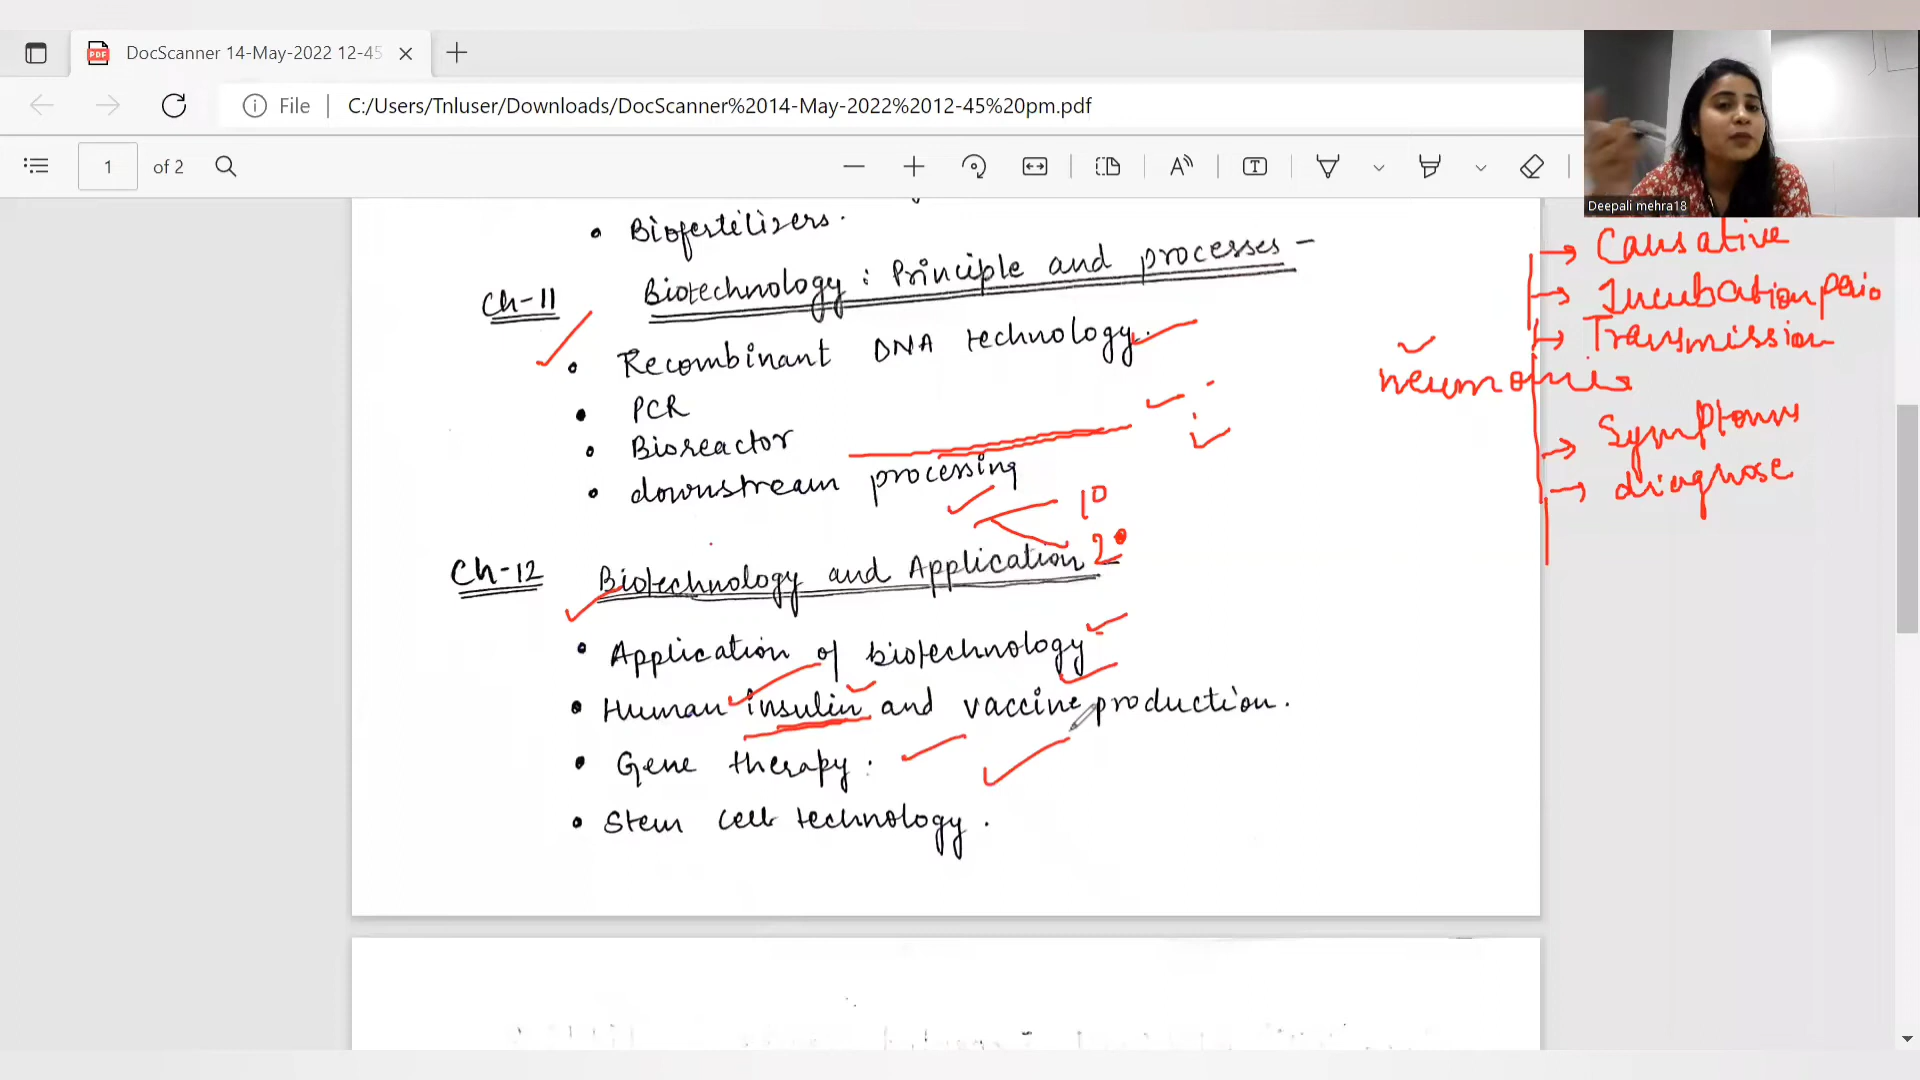 DocScanner 14-May-2022 12-45
File
C:/Users/Tnluser/Downloads/DocScanner%2014-May-2022%2012-45%20pm.pdf
1 of 2
Deepali mehra18
• Biofertilizers.
Ch-11 Biotechnology : Principle and processes -
• Recombinant DNA technology.
• PCR
• Bioreactor
• downstream processing
1°
2°
Ch-12 Biotechnology and Application -
• Application of biotechnology
• Human insulin and vaccine production.
• Gene therapy.
• Stem cell technology.
→ Causative
→ Incubation perio
→ Transmission
neumonia
→ Symptoms
→ diagnose